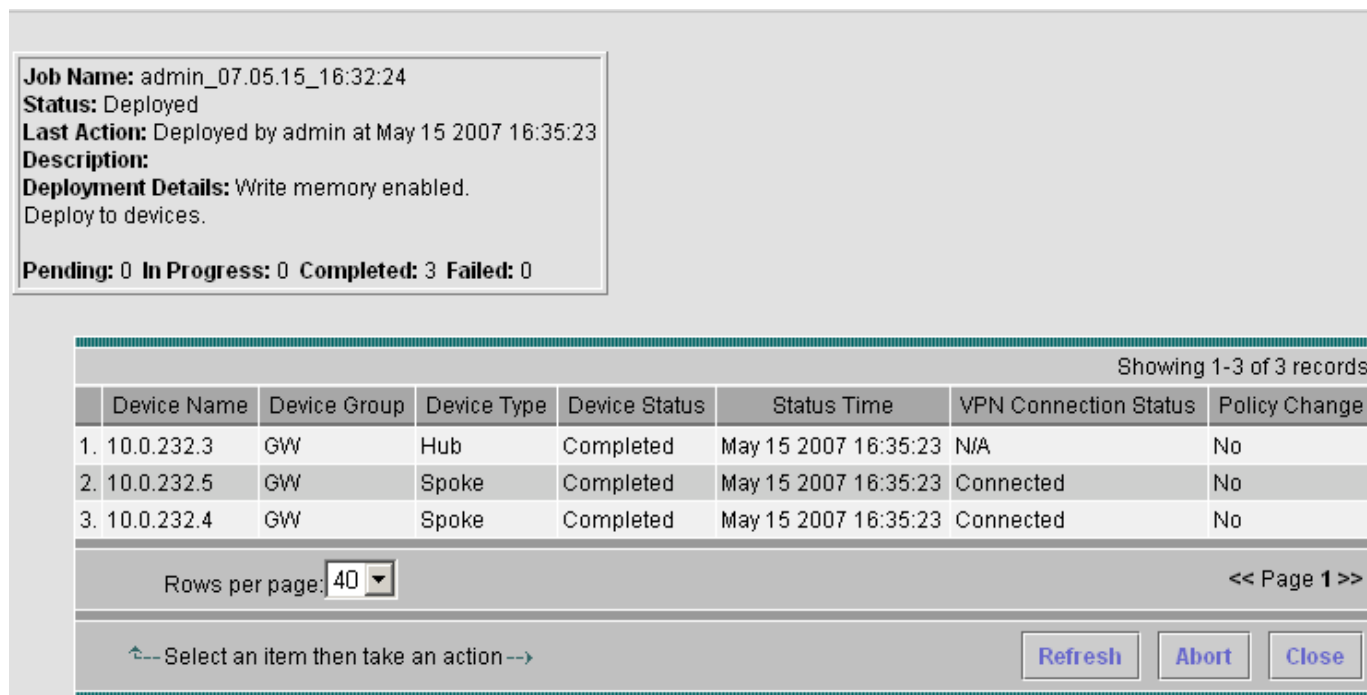 Job Name: admin_07.05.15_16:32:24
Status: Deployed
Last Action: Deployed by admin at May 15 2007 16:35:23
Description:
Deployment Details: Write memory enabled.
Deploy to devices.
Pending: 0 In Progress: 0 Completed: 3 Failed: 0
Showing 1-3 of 3 records
Device Name Device Group Device Type Device Status Status Time VPN Connection Status Policy Change
1. 10.0.232.3 GW Hub Completed May 15 2007 16:35:23 N/A No
2. 10.0.232.5 GW Spoke Completed May 15 2007 16:35:23 Connected No
3. 10.0.232.4 GW Spoke Completed May 15 2007 16:35:23 Connected No
Rows per page: 40 << Page 1 >>
Select an item then take an action Refresh Abort Close